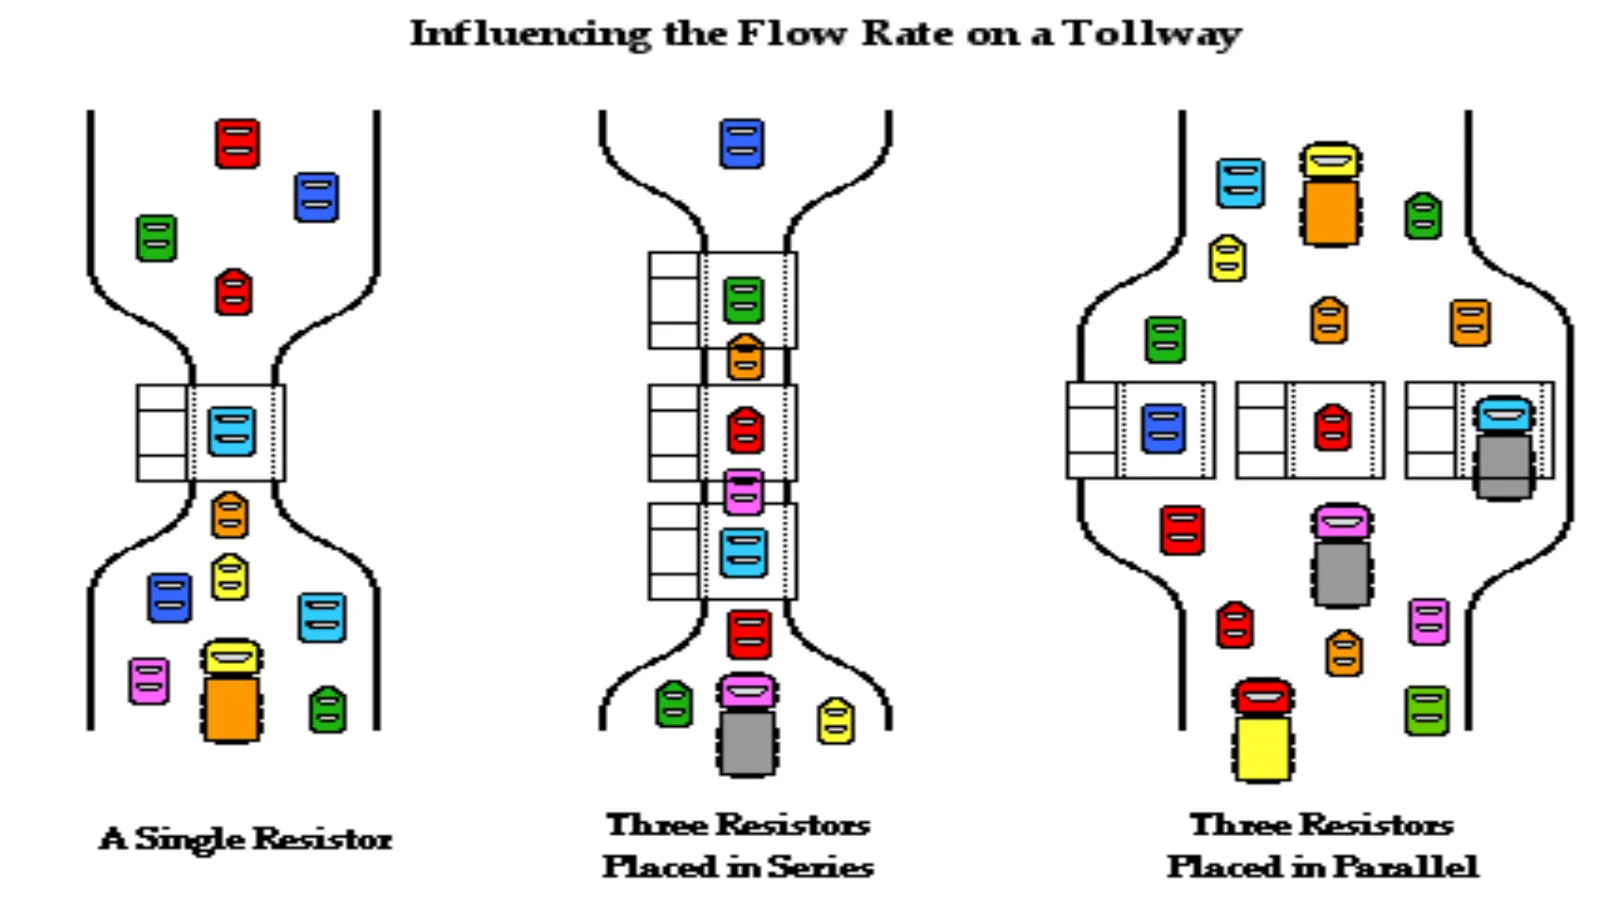 Influencing the Flow Rate on a Tollway
A Single Resistor
Three Resistors
Placed in Series
Three Resistors
Placed in Parallel